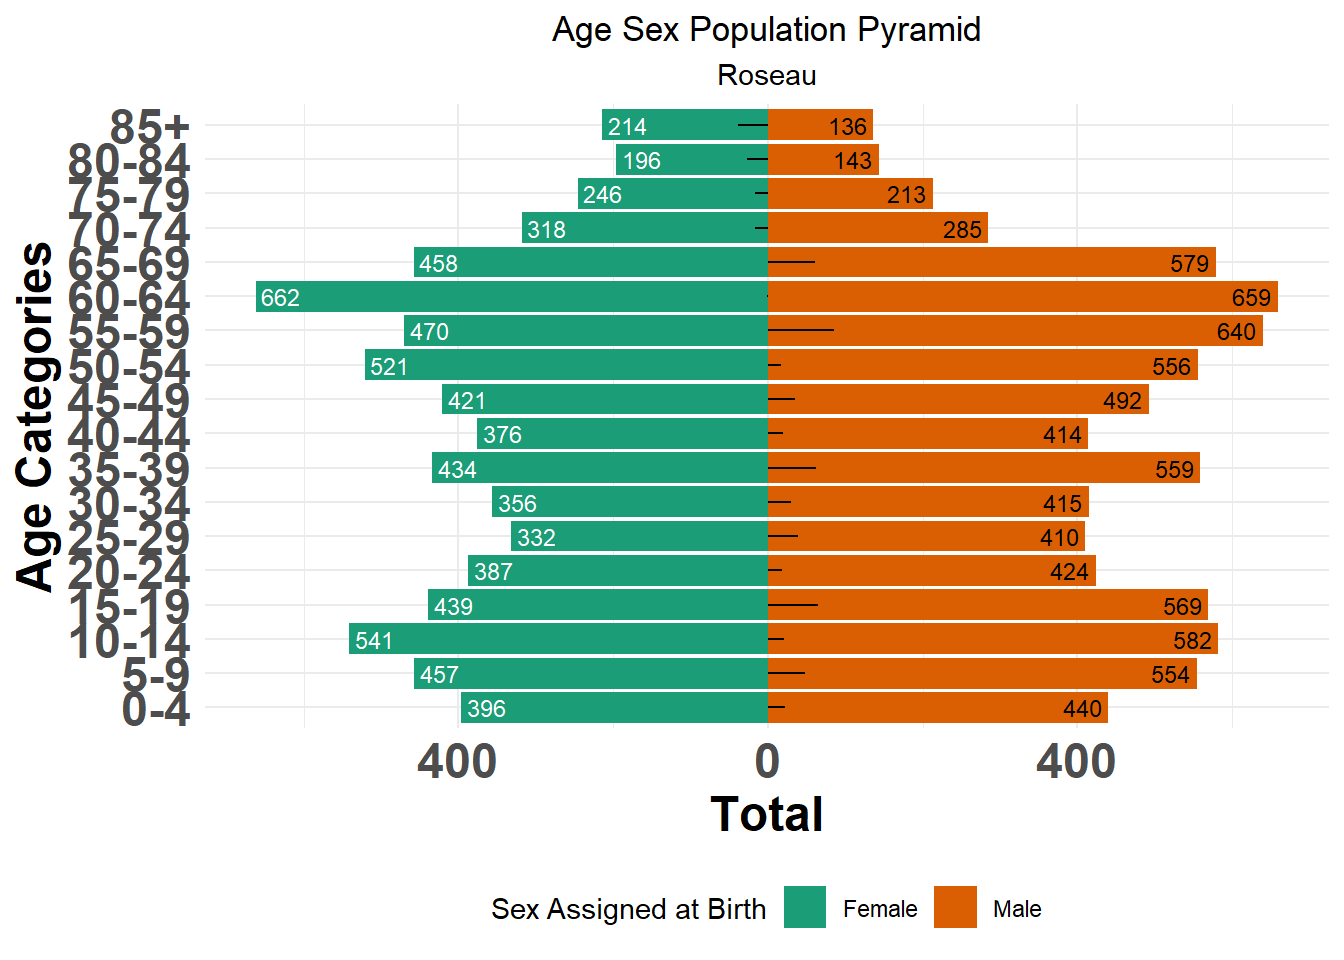 Age Sex Population Pyramid
Roseau
Age Categories
85+ 214 136
80-84 196 143
75-79 246 213
70-74 318 285
65-69 458 579
60-64 662 659
55-59 470 640
50-54 521 556
45-49 421 492
40-44 376 414
35-39 434 559
30-34 356 415
25-29 332 410
20-24 387 424
15-19 439 569
10-14 541 582
5-9 457 554
0-4 396 440
400 0 400
Total
Sex Assigned at Birth Female Male